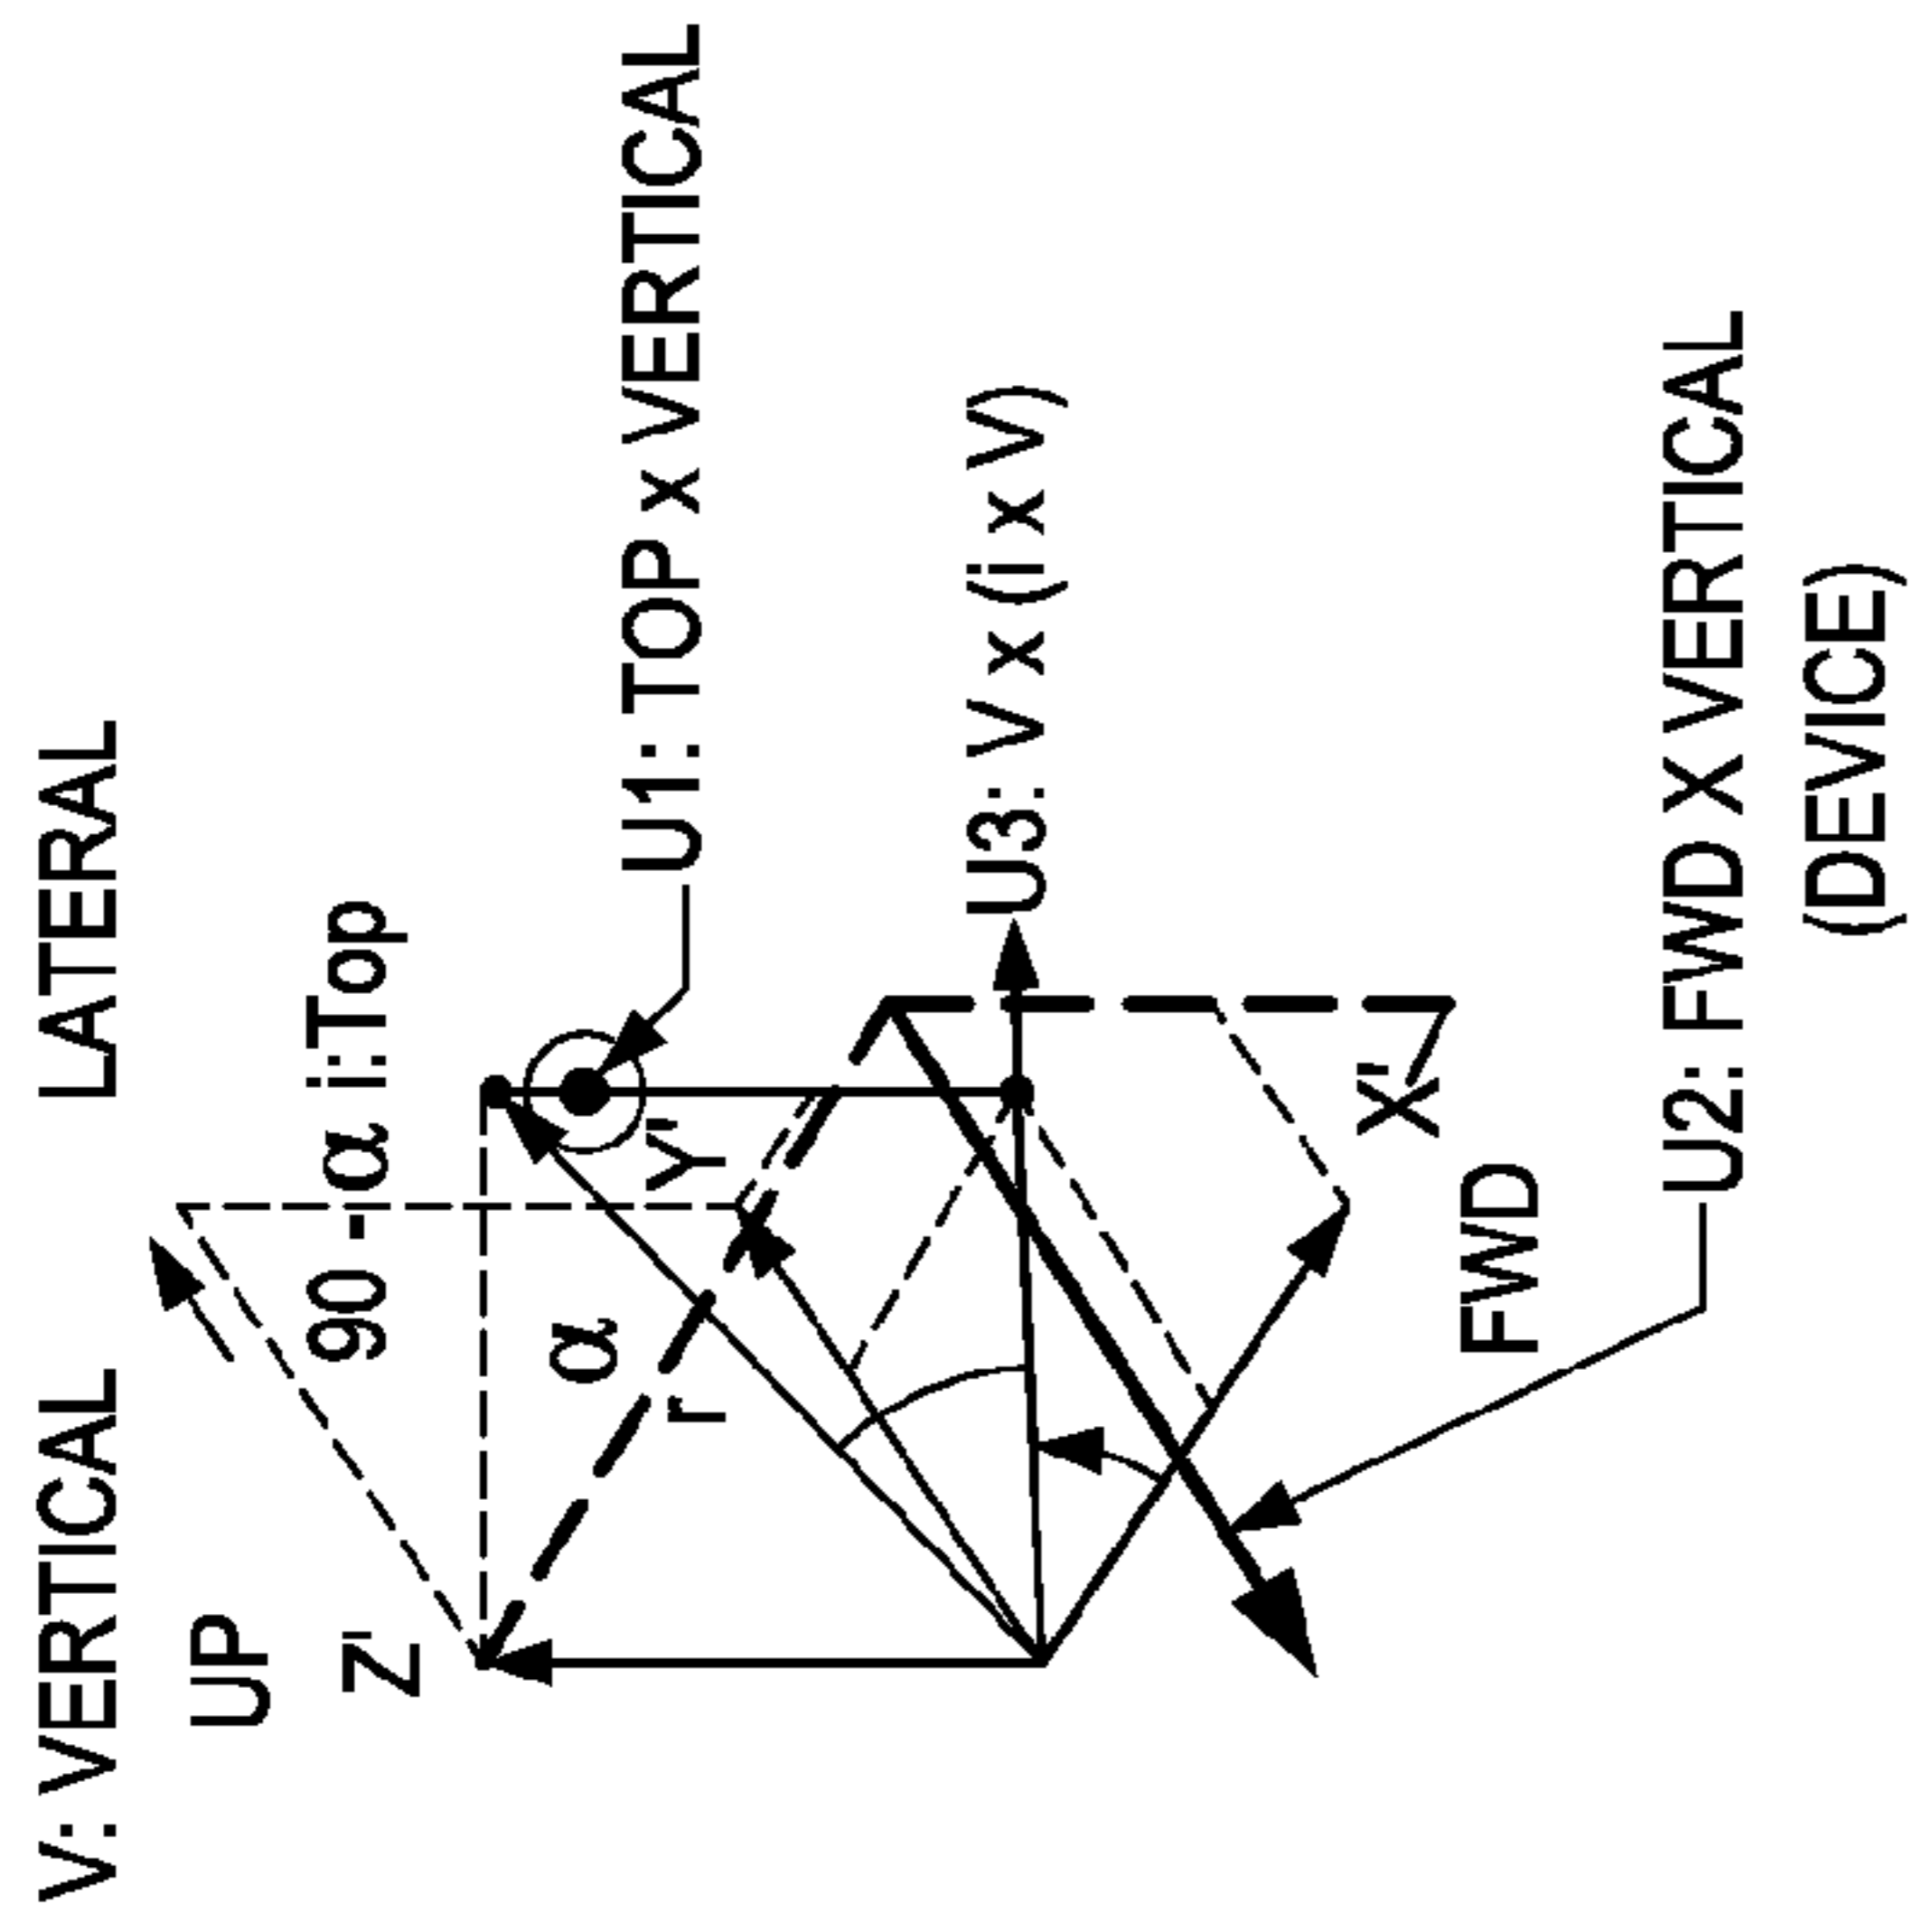 V: VERTICAL LATERAL
UP
Z'
90 - α i:Top
α
r
Y'
U1: TOP x VERTICAL
U3: V x (i x V)
X'
FWD
U2: FWD X VERTICAL
(DEVICE)